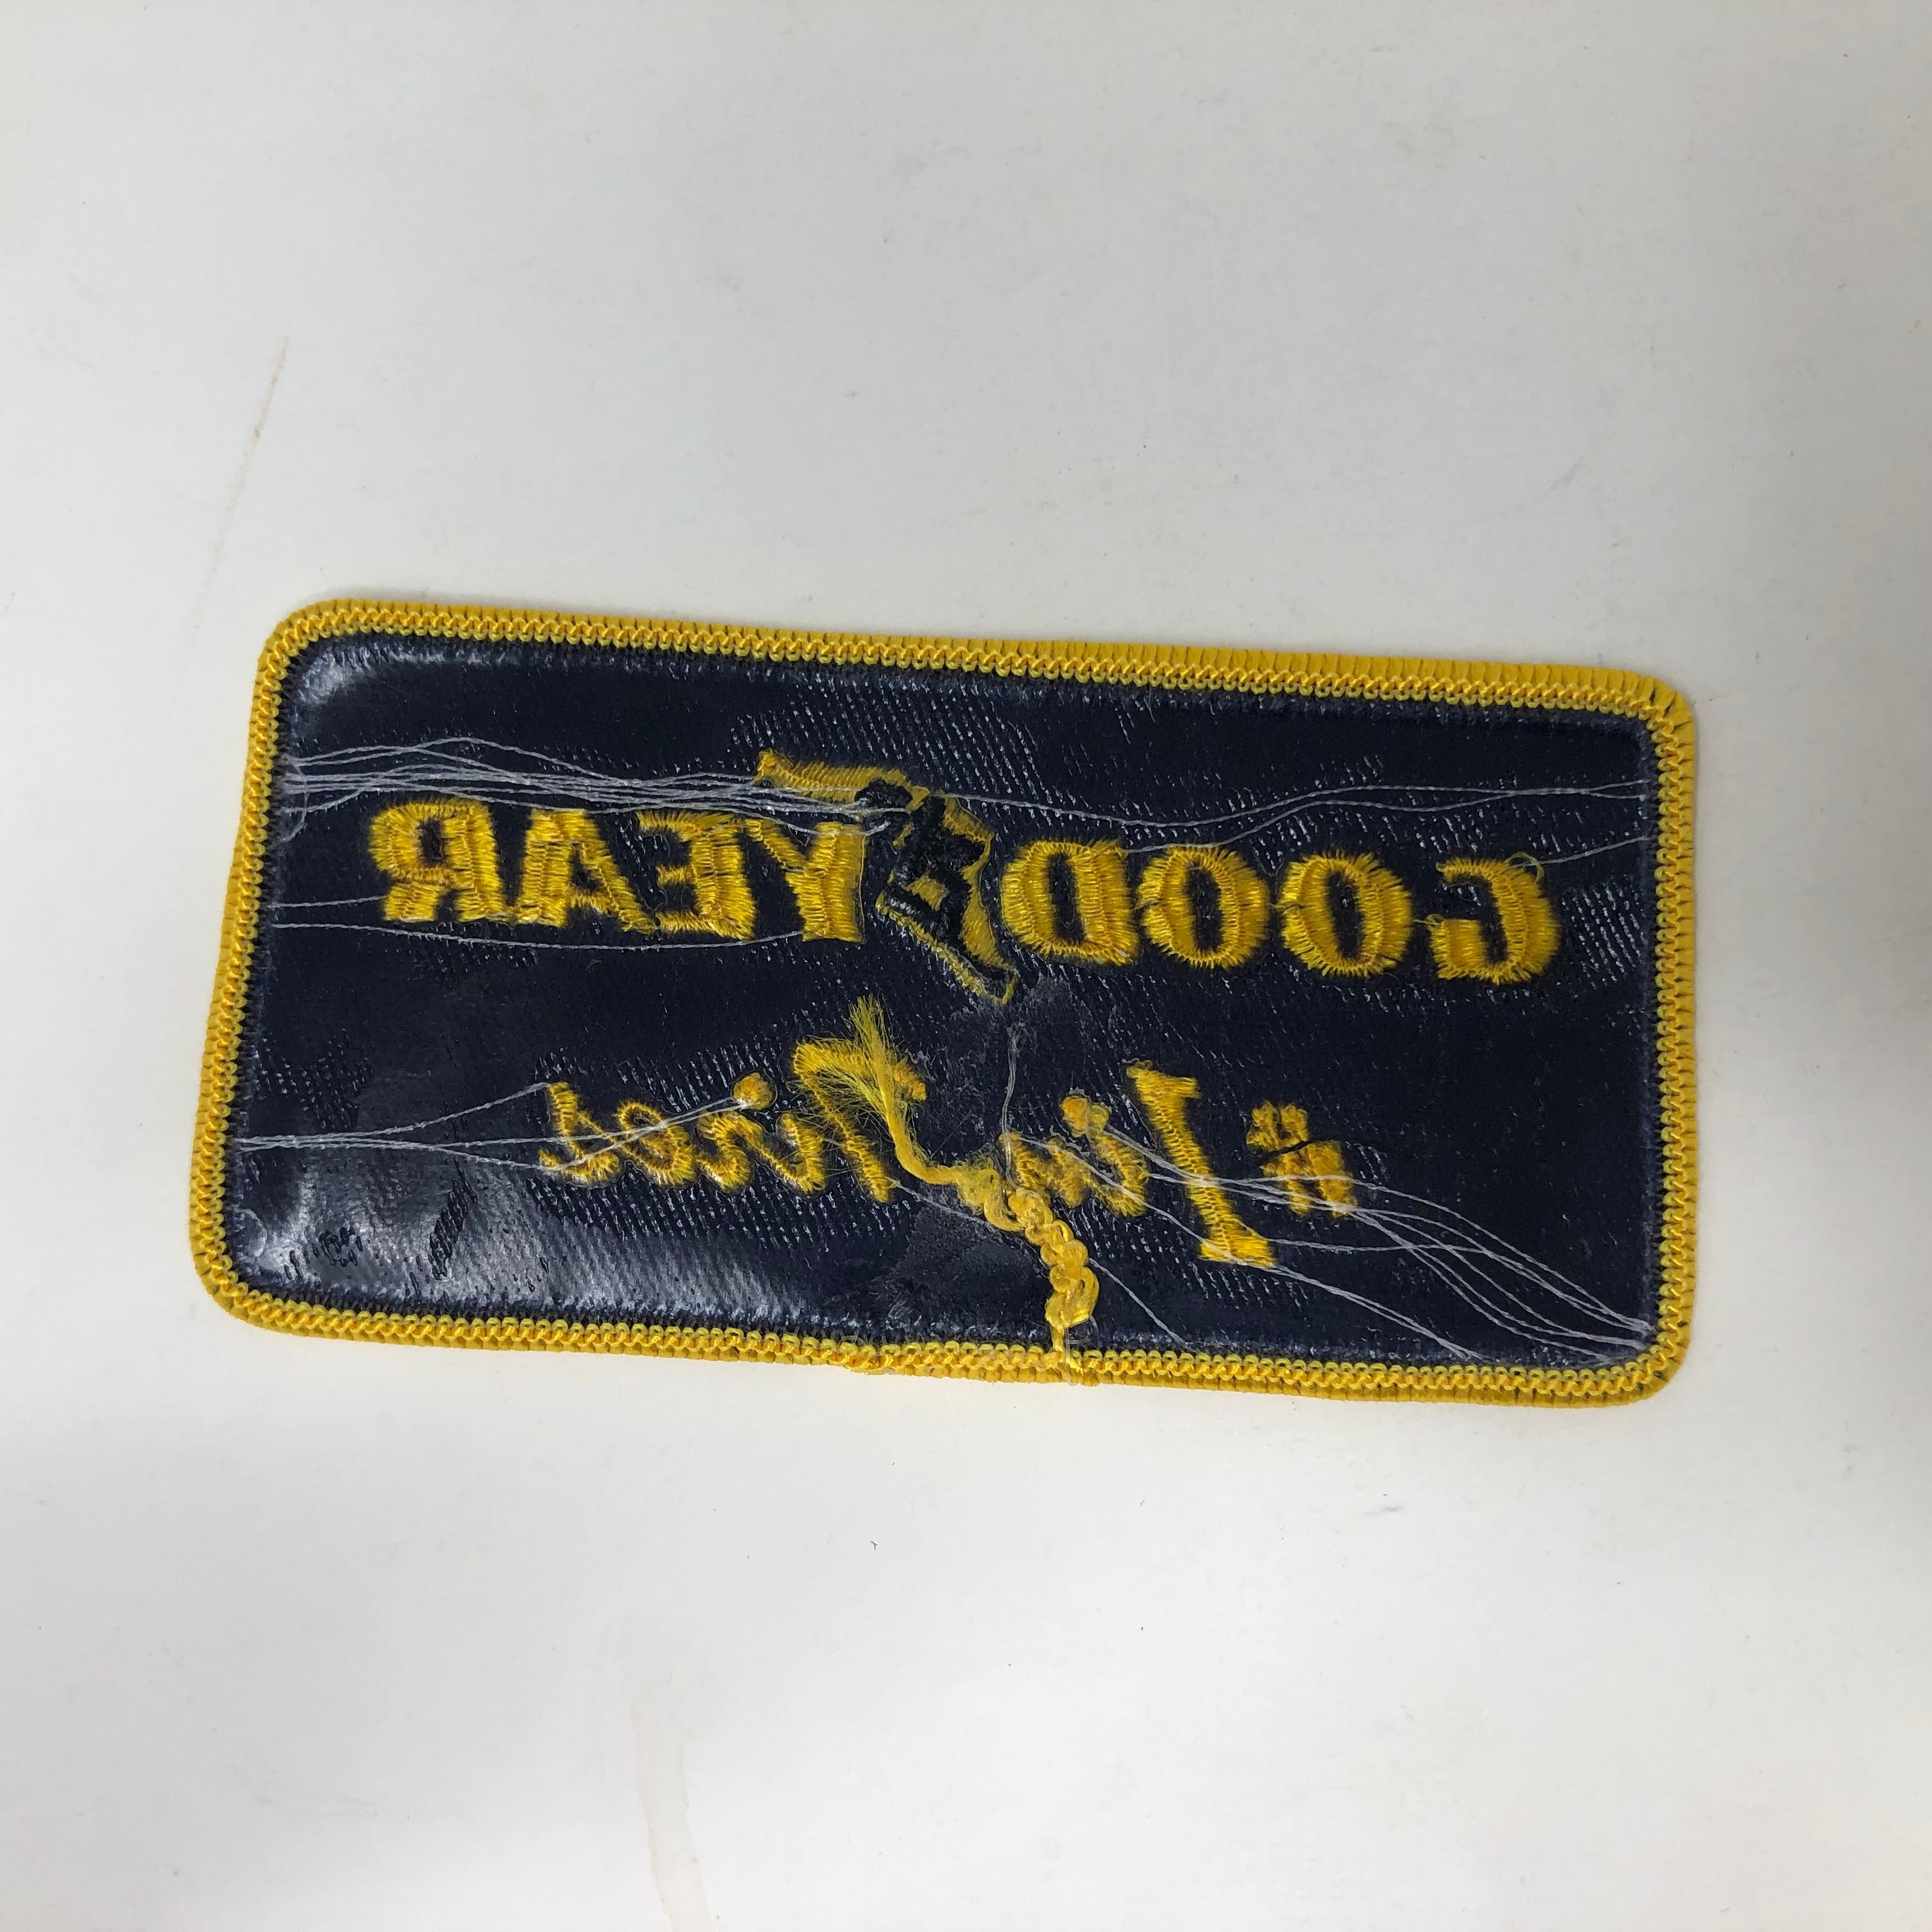 GOODYEAR
#1 in Tires